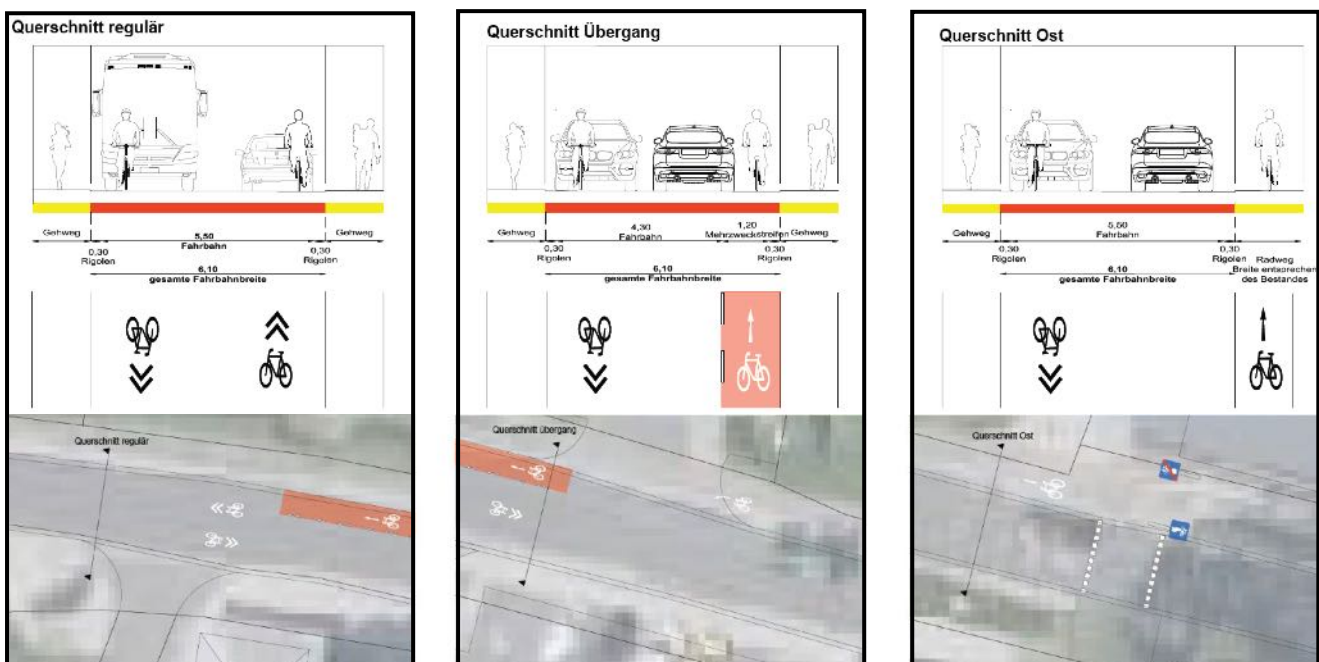 Querschnitt regulär
Gehweg
5,50
Fahrbahn
Gehweg
0,30
Rigolen
0,30
Rigolen
6,10
gesamte Fahrbahnbreite
Querschnitt regulär
Querschnitt Übergang
Gehweg
4,30
Fahrbahn
1,20
Mehrzweckstreifen
Gehweg
0,30
Rigolen
0,30
Rigolen
6,10
gesamte Fahrbahnbreite
Querschnitt übergang
Querschnitt Ost
Gehweg
5,50
Fahrbahn
0,30
Rigolen
0,30
Rigolen
Radweg
Breite entsprechen
des Bestandes
6,10
gesamte Fahrbahnbreite
Querschnitt Ost